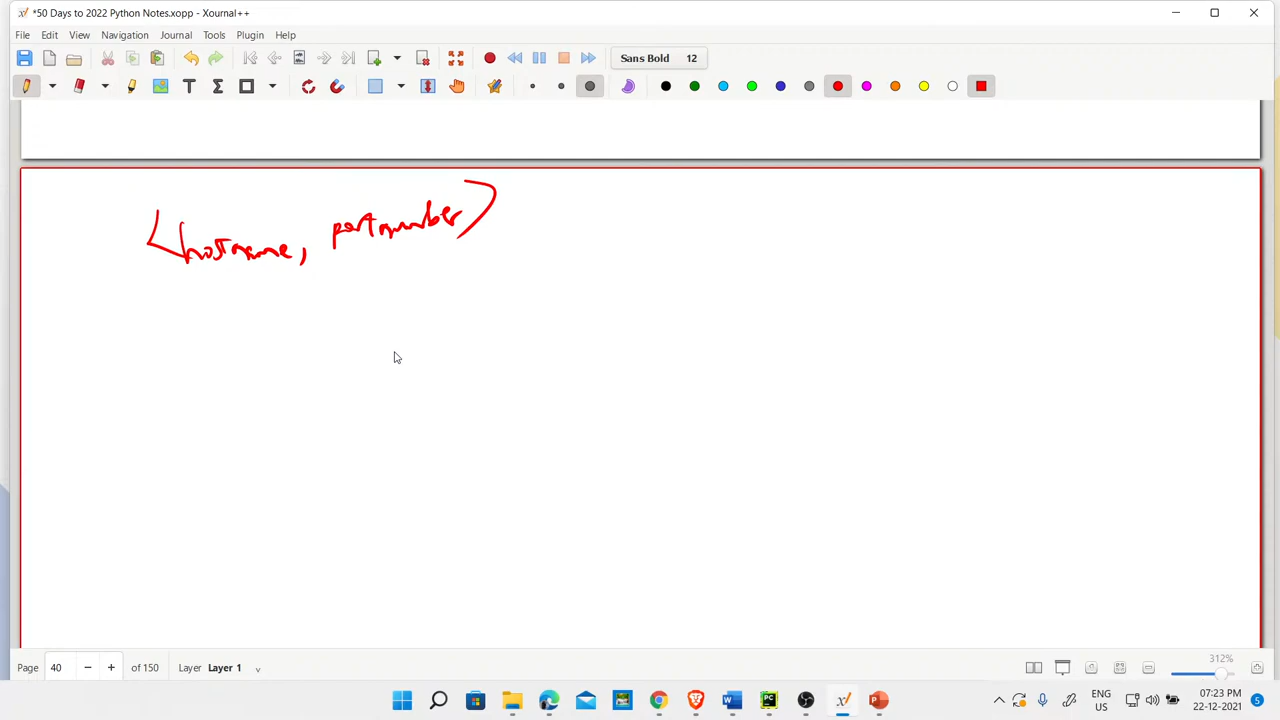 *50 Days to 2022 Python Notes.xopp - Xournal++
File Edit View Navigation Journal Tools Plugin Help
Sans Bold 12
<hostname, portnumber>
Page 40 of 150 Layer Layer 1
312%
ENG
US
07:23 PM
22-12-2021
5